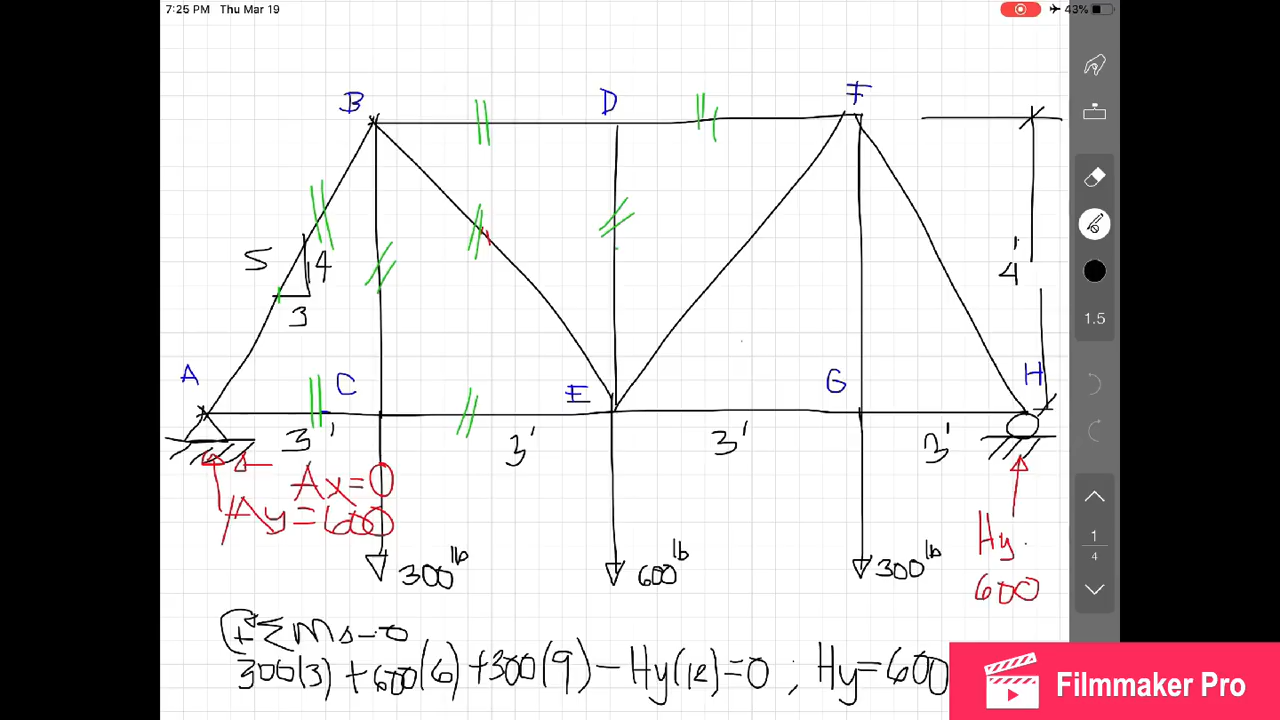 7:25 PM Thu Mar 19
43%
B
D
F
5
4
3
4'
A
C
E
G
H
3'
3'
3'
3'
Ax=0
Ay=600
Hy
600
300 lb
600 lb
300 lb
1.5
1
4
300(3)+600(6)+300(9)-Hy(12)=0; Hy=600
Filmmaker Pro